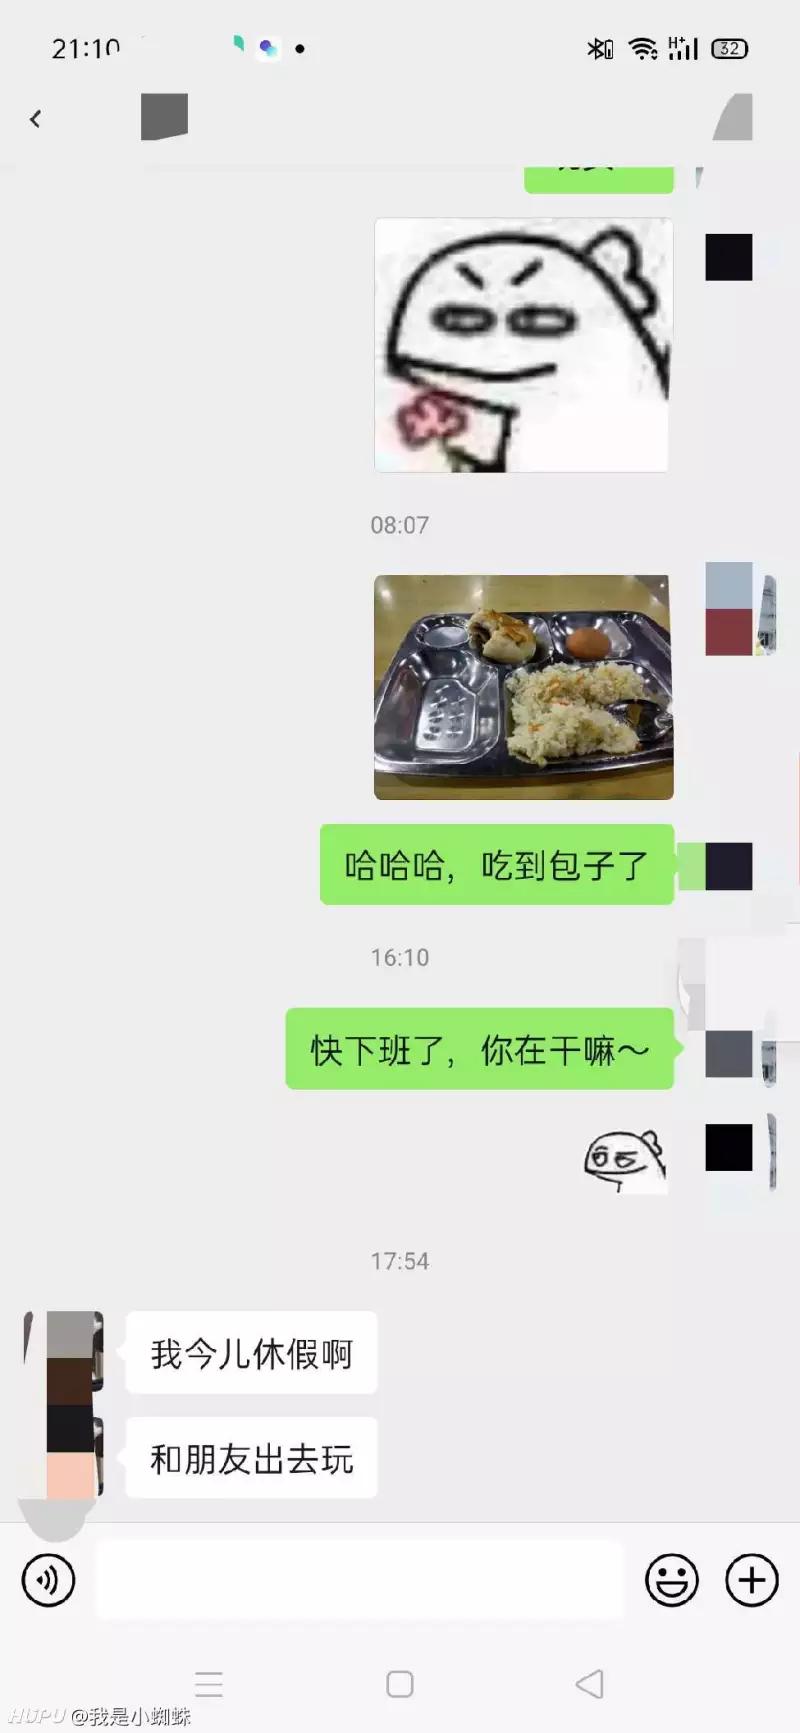 21:10
32
08:07
哈哈哈，吃到包子了
16:10
快下班了，你在干嘛～
17:54
我今儿休假啊
和朋友出去玩
HUPU @我是小蜘蛛